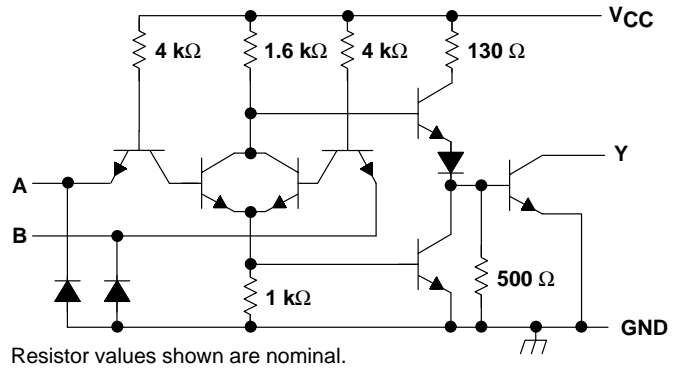 VCC
4 kΩ 1.6 kΩ 4 kΩ 130 Ω
A
Y
B
1 kΩ
500 Ω
GND
Resistor values shown are nominal.